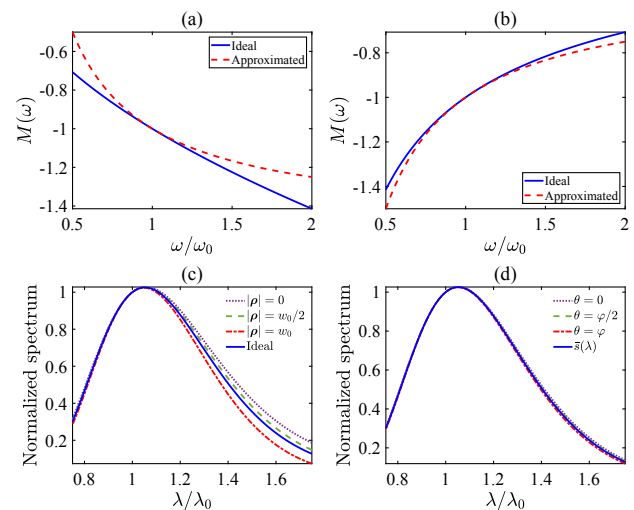 (a)
-0.6
-0.8
-1
-1.2
-1.4
M(ω)
Ideal
Approximated
0.5
1
1.5
2
ω/ω₀
(b)
-0.8
-1
-1.2
-1.4
M(ω)
Ideal
Approximated
0.5
1
1.5
2
ω/ω₀
(c)
1
0.8
0.6
0.4
0.2
Normalized spectrum
|ρ| = 0
|ρ| = w₀/2
|ρ| = w₀
Ideal
0.8
1
1.2
1.4
1.6
λ/λ₀
(d)
1
0.8
0.6
0.4
0.2
Normalized spectrum
θ = 0
θ = φ/2
θ = φ
s̄(λ)
0.8
1
1.2
1.4
1.6
λ/λ₀